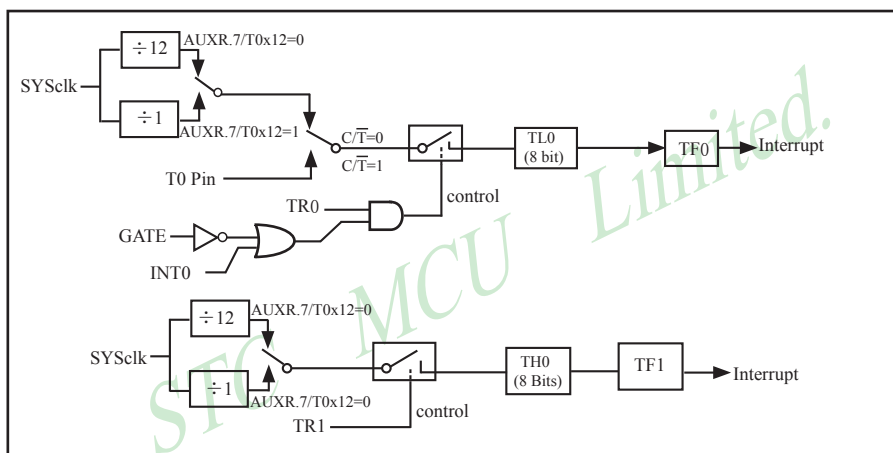 ÷12
AUXR.7/T0x12=0
SYSclk
÷1
AUXR.7/T0x12=1
C/T̅=0
C/T̅=1
T0 Pin
TL0
(8 bit)
TF0
Interrupt
control
TR0
GATE
INT0
÷12
AUXR.7/T0x12=0
SYSclk
÷1
AUXR.7/T0x12=0
TH0
(8 Bits)
TF1
Interrupt
control
TR1
STC MCU Limited.